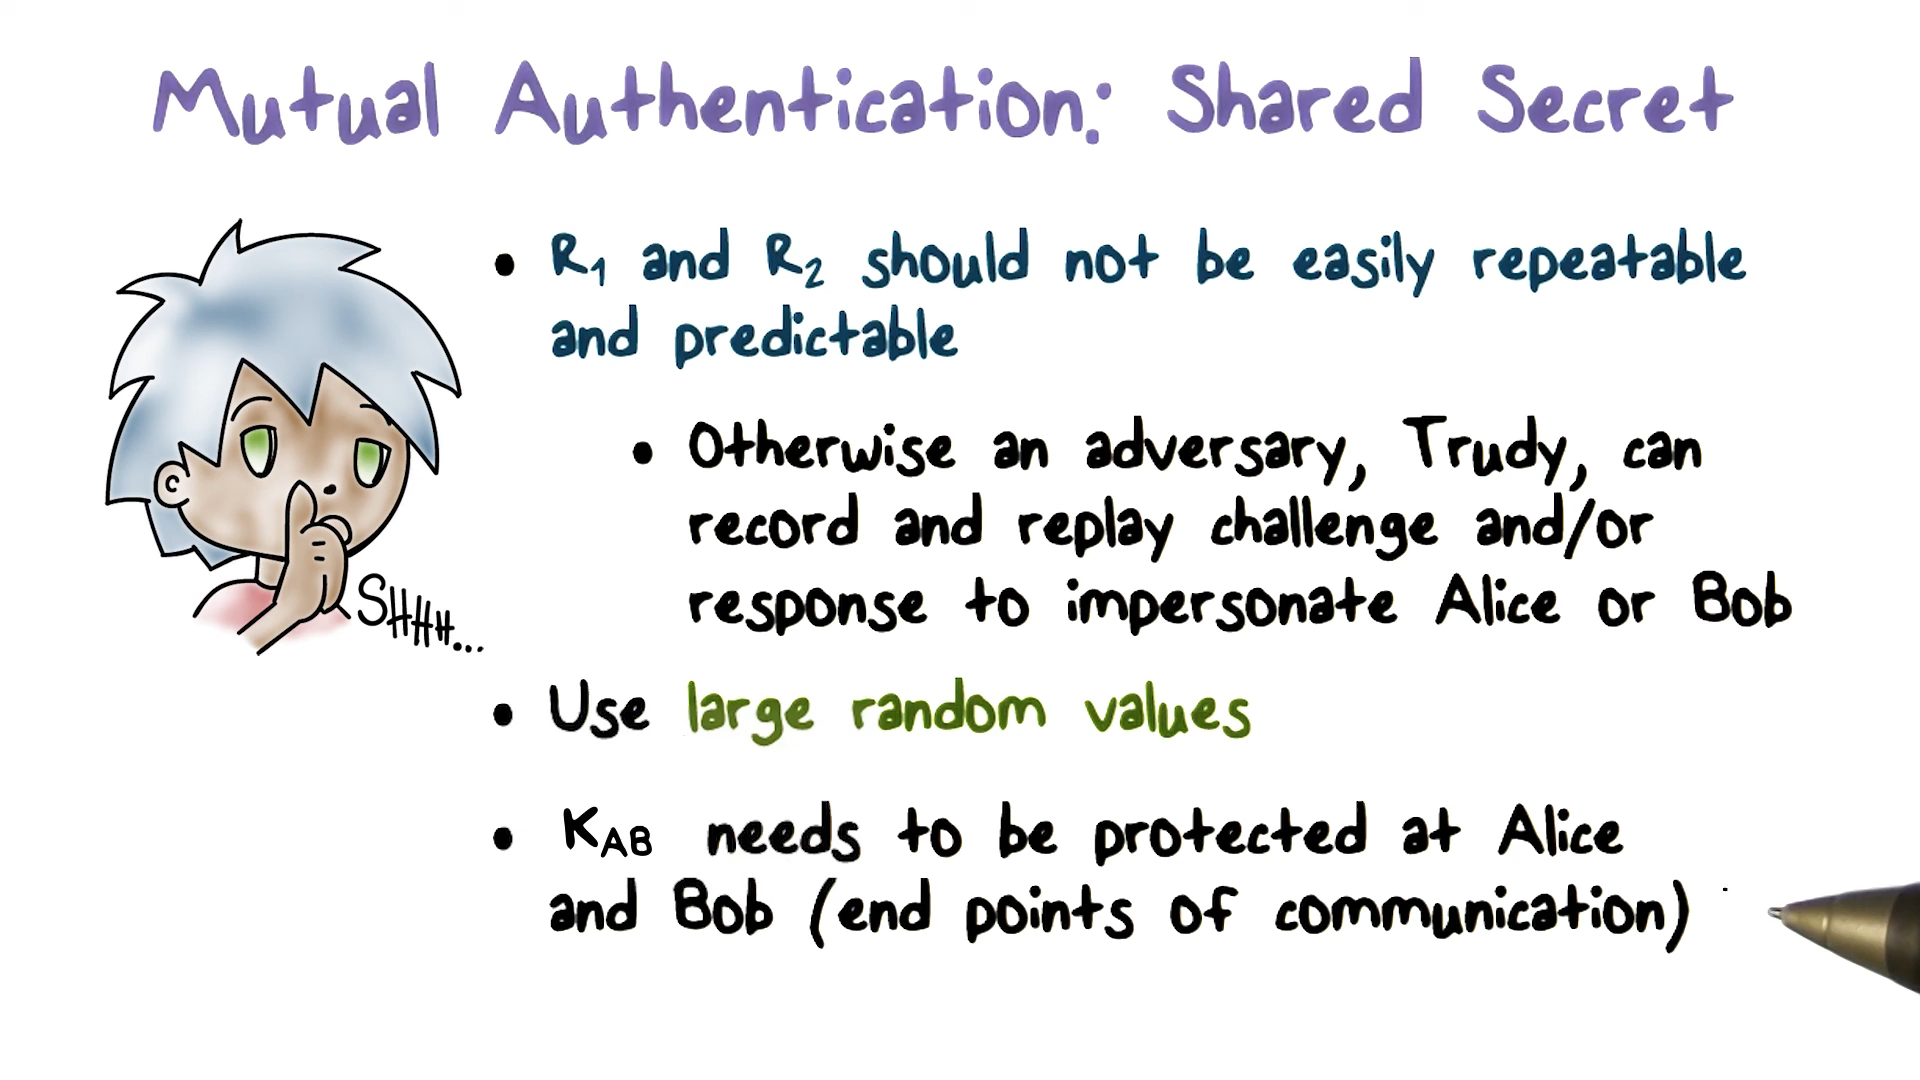 Mutual Authentication: Shared Secret
• R₁ and R₂ should not be easily repeatable
and predictable
• Otherwise an adversary, Trudy, can
record and replay challenge and/or
response to impersonate Alice or Bob
SHHH...
• Use large random values
• K_AB needs to be protected at Alice
and Bob (end points of communication)